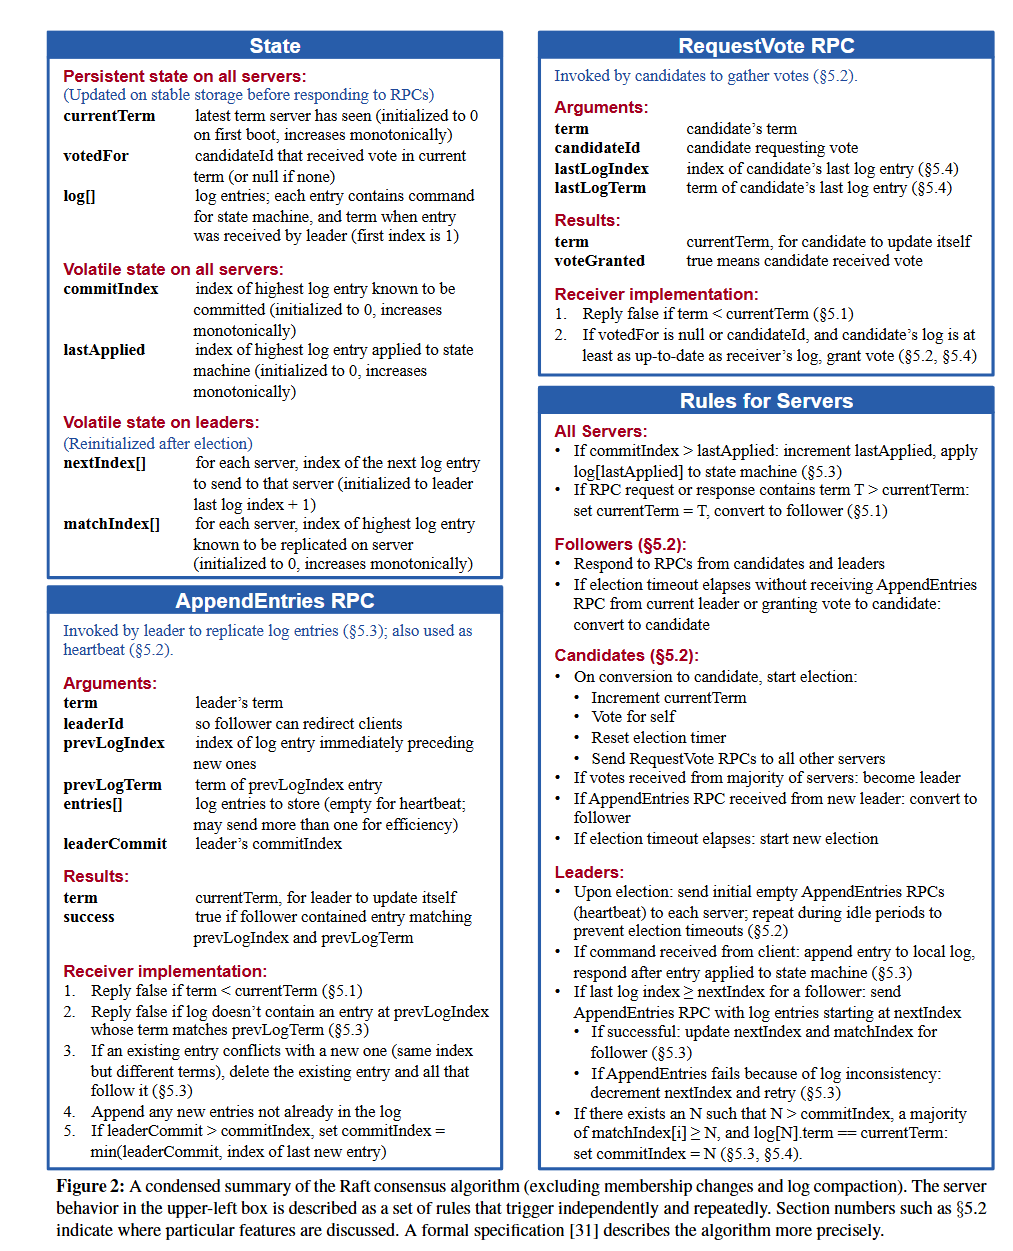 State
Persistent state on all servers:
(Updated on stable storage before responding to RPCs)
currentTerm latest term server has seen (initialized to 0
on first boot, increases monotonically)
votedFor candidateId that received vote in current
term (or null if none)
log[] log entries; each entry contains command
for state machine, and term when entry
was received by leader (first index is 1)
Volatile state on all servers:
commitIndex index of highest log entry known to be
committed (initialized to 0, increases
monotonically)
lastApplied index of highest log entry applied to state
machine (initialized to 0, increases
monotonically)
Volatile state on leaders:
(Reinitialized after election)
nextIndex[] for each server, index of the next log entry
to send to that server (initialized to leader
last log index + 1)
matchIndex[] for each server, index of highest log entry
known to be replicated on server
(initialized to 0, increases monotonically)
AppendEntries RPC
Invoked by leader to replicate log entries (§5.3); also used as
heartbeat (§5.2).
Arguments:
term leader's term
leaderId so follower can redirect clients
prevLogIndex index of log entry immediately preceding
new ones
prevLogTerm term of prevLogIndex entry
entries[] log entries to store (empty for heartbeat;
may send more than one for efficiency)
leaderCommit leader's commitIndex
Results:
term currentTerm, for leader to update itself
success true if follower contained entry matching
prevLogIndex and prevLogTerm
Receiver implementation:
1. Reply false if term < currentTerm (§5.1)
2. Reply false if log doesn't contain an entry at prevLogIndex
whose term matches prevLogTerm (§5.3)
3. If an existing entry conflicts with a new one (same index
but different terms), delete the existing entry and all that
follow it (§5.3)
4. Append any new entries not already in the log
5. If leaderCommit > commitIndex, set commitIndex =
min(leaderCommit, index of last new entry)
RequestVote RPC
Invoked by candidates to gather votes (§5.2).
Arguments:
term candidate's term
candidateId candidate requesting vote
lastLogIndex index of candidate's last log entry (§5.4)
lastLogTerm term of candidate's last log entry (§5.4)
Results:
term currentTerm, for candidate to update itself
voteGranted true means candidate received vote
Receiver implementation:
1. Reply false if term < currentTerm (§5.1)
2. If votedFor is null or candidateId, and candidate's log is at
least as up-to-date as receiver's log, grant vote (§5.2, §5.4)
Rules for Servers
All Servers:
• If commitIndex > lastApplied: increment lastApplied, apply
log[lastApplied] to state machine (§5.3)
• If RPC request or response contains term T > currentTerm:
set currentTerm = T, convert to follower (§5.1)
Followers (§5.2):
• Respond to RPCs from candidates and leaders
• If election timeout elapses without receiving AppendEntries
RPC from current leader or granting vote to candidate:
convert to candidate
Candidates (§5.2):
• On conversion to candidate, start election:
• Increment currentTerm
• Vote for self
• Reset election timer
• Send RequestVote RPCs to all other servers
• If votes received from majority of servers: become leader
• If AppendEntries RPC received from new leader: convert to
follower
• If election timeout elapses: start new election
Leaders:
• Upon election: send initial empty AppendEntries RPCs
(heartbeat) to each server; repeat during idle periods to
prevent election timeouts (§5.2)
• If command received from client: append entry to local log,
respond after entry applied to state machine (§5.3)
• If last log index ≥ nextIndex for a follower: send
AppendEntries RPC with log entries starting at nextIndex
• If successful: update nextIndex and matchIndex for
follower (§5.3)
• If AppendEntries fails because of log inconsistency:
decrement nextIndex and retry (§5.3)
• If there exists an N such that N > commitIndex, a majority
of matchIndex[i] ≥ N, and log[N].term == currentTerm:
set commitIndex = N (§5.3, §5.4).
Figure 2: A condensed summary of the Raft consensus algorithm (excluding membership changes and log compaction). The server
behavior in the upper-left box is described as a set of rules that trigger independently and repeatedly. Section numbers such as §5.2
indicate where particular features are discussed. A formal specification [31] describes the algorithm more precisely.